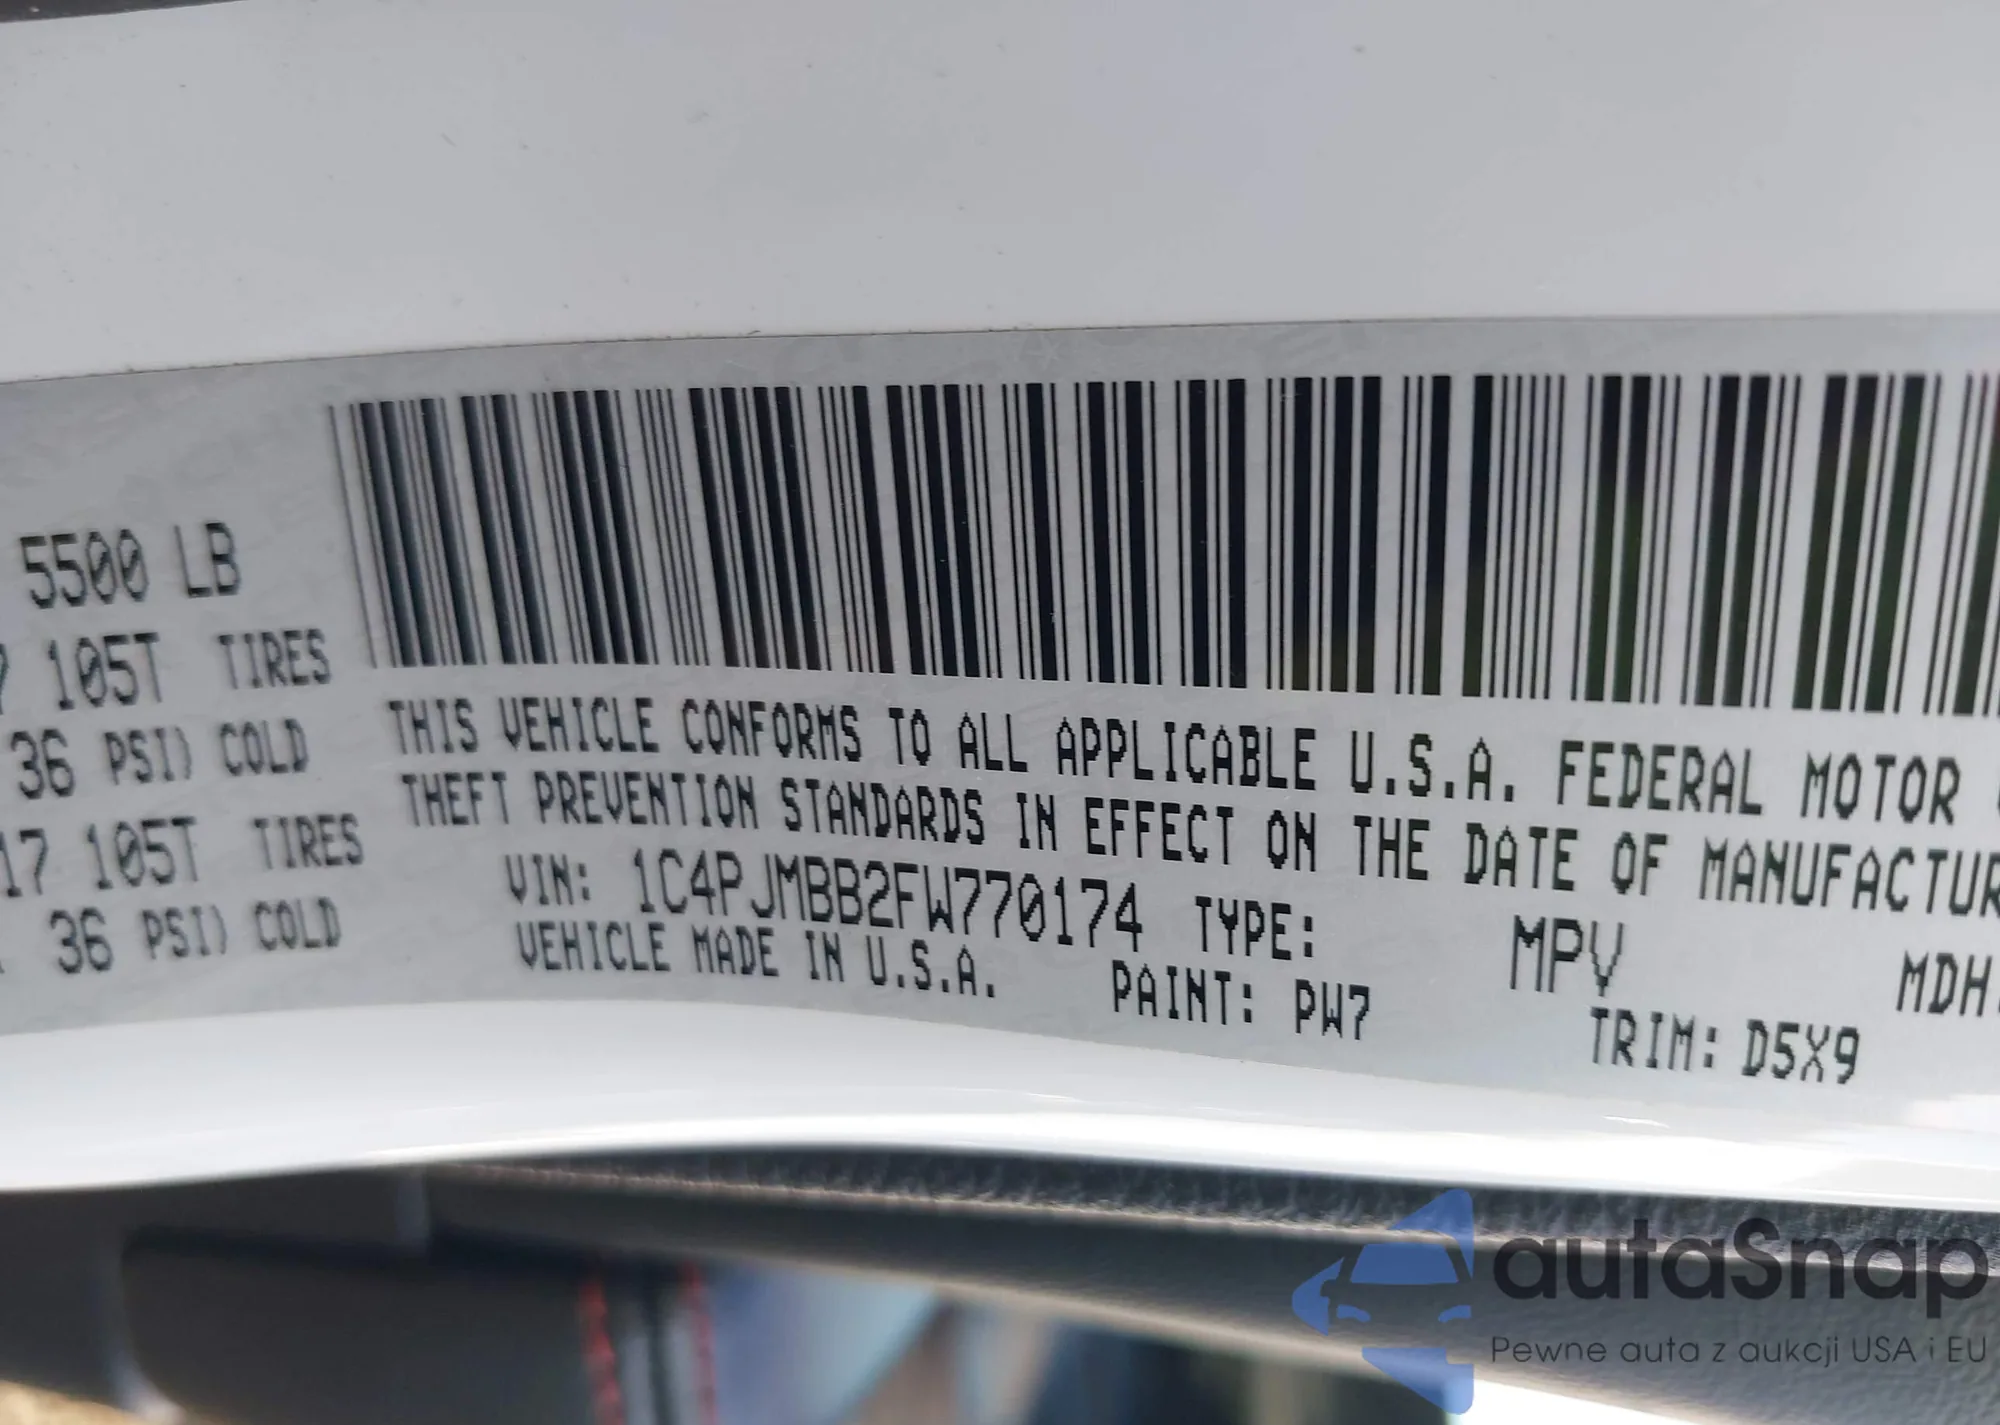 5500 LB
105T TIRES
36 PSI) COLD
17 105T TIRES
36 PSI) COLD
THIS VEHICLE CONFORMS TO ALL APPLICABLE U.S.A. FEDERAL MOTOR
THEFT PREVENTION STANDARDS IN EFFECT ON THE DATE OF MANUFACTUR
VIN: 1C4PJMBB2FW770174 TYPE: MPV MDH
VEHICLE MADE IN U.S.A. PAINT: PW7 TRIM: D5X9
autaSnap
Pewne auta z aukcji USA i EU